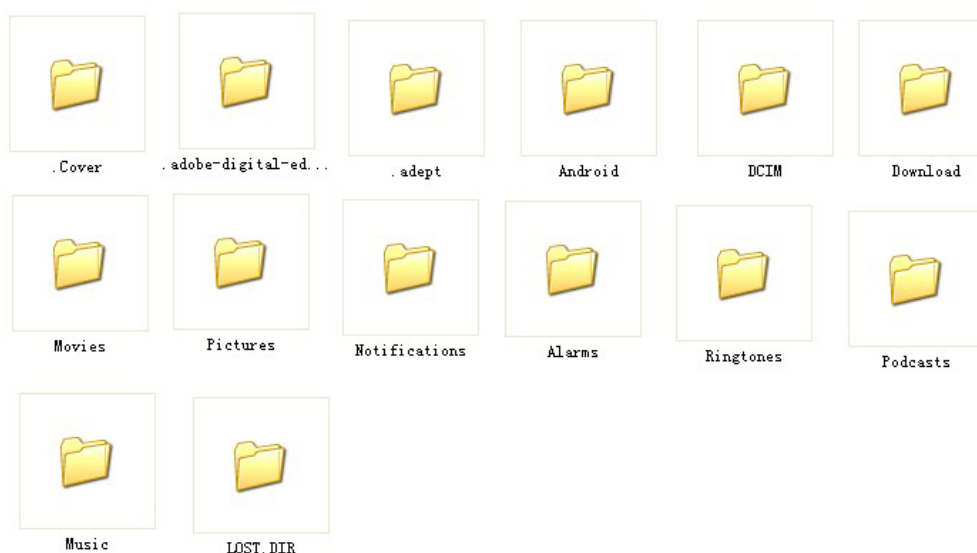 .Cover
.adobe-digital-ed...
.adept
Android
DCIM
Download
Movies
Pictures
Notifications
Alarms
Ringtones
Podcasts
Music
LOST.DIR